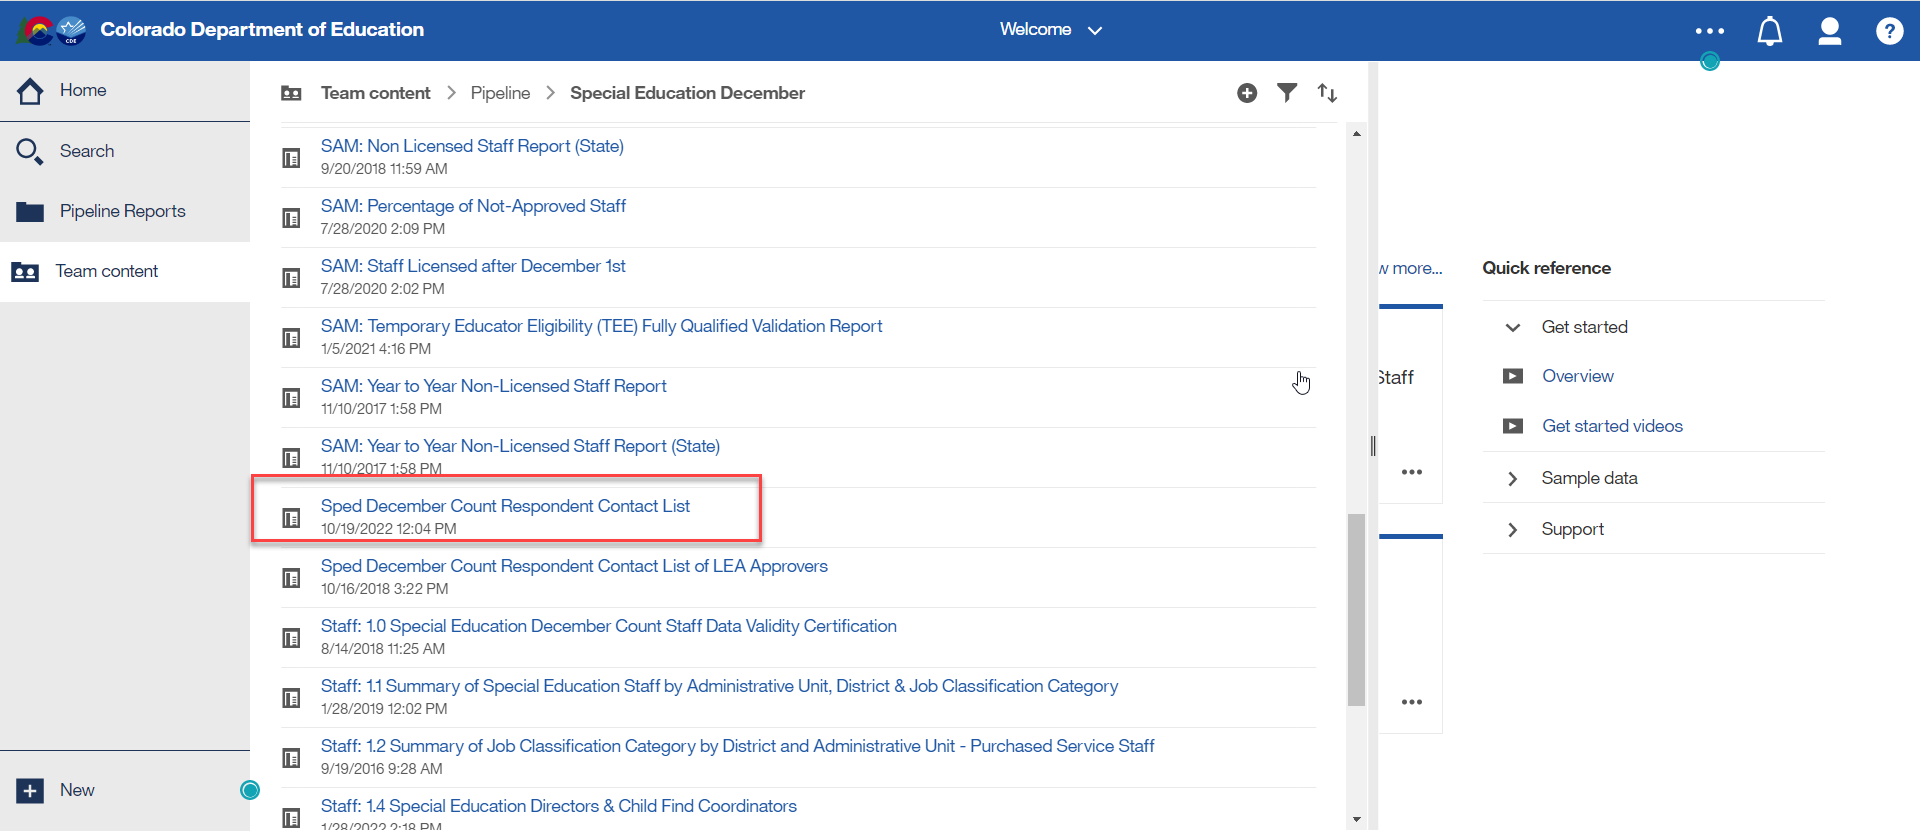 Colorado Department of Education
Welcome
CDE
?
Home
Search
Pipeline Reports
Team content
New
Team content > Pipeline > Special Education December
SAM: Non Licensed Staff Report (State)
9/20/2018 11:59 AM
SAM: Percentage of Not-Approved Staff
7/28/2020 2:09 PM
SAM: Staff Licensed after December 1st
7/28/2020 2:02 PM
SAM: Temporary Educator Eligibility (TEE) Fully Qualified Validation Report
1/5/2021 4:16 PM
SAM: Year to Year Non-Licensed Staff Report
11/10/2017 1:58 PM
SAM: Year to Year Non-Licensed Staff Report (State)
11/10/2017 1:58 PM
Sped December Count Respondent Contact List
10/19/2022 12:04 PM
Sped December Count Respondent Contact List of LEA Approvers
10/16/2018 3:22 PM
Staff: 1.0 Special Education December Count Staff Data Validity Certification
8/14/2018 11:25 AM
Staff: 1.1 Summary of Special Education Staff by Administrative Unit, District & Job Classification Category
1/28/2019 12:02 PM
Staff: 1.2 Summary of Job Classification Category by District and Administrative Unit - Purchased Service Staff
9/19/2016 9:28 AM
Staff: 1.4 Special Education Directors & Child Find Coordinators
1/28/2022 2:18 PM
w more...
Staff
Quick reference
Get started
Overview
Get started videos
Sample data
Support